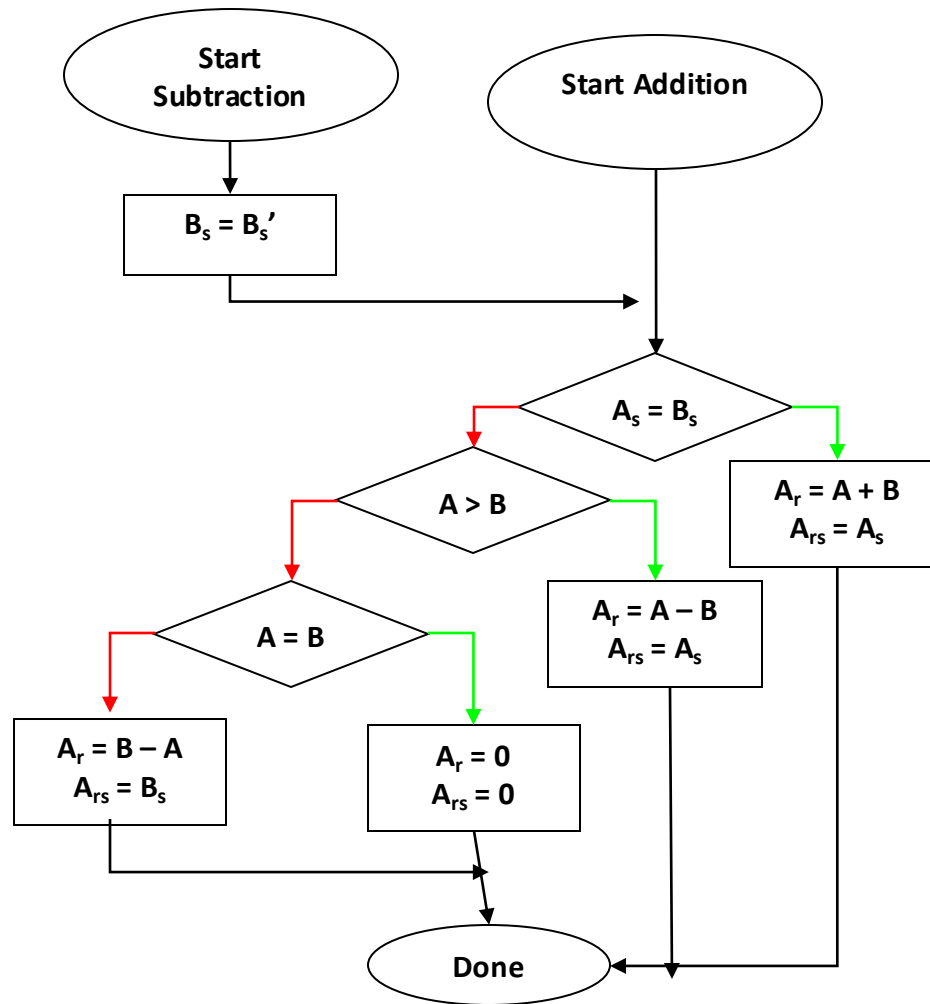 Start
Subtraction
Start Addition
Bₛ = Bₛ’
Aₛ = Bₛ
A > B
Aᵣ = A + B
Aᵣₛ = Aₛ
A = B
Aᵣ = A – B
Aᵣₛ = Aₛ
Aᵣ = B – A
Aᵣₛ = Bₛ
Aᵣ = 0
Aᵣₛ = 0
Done